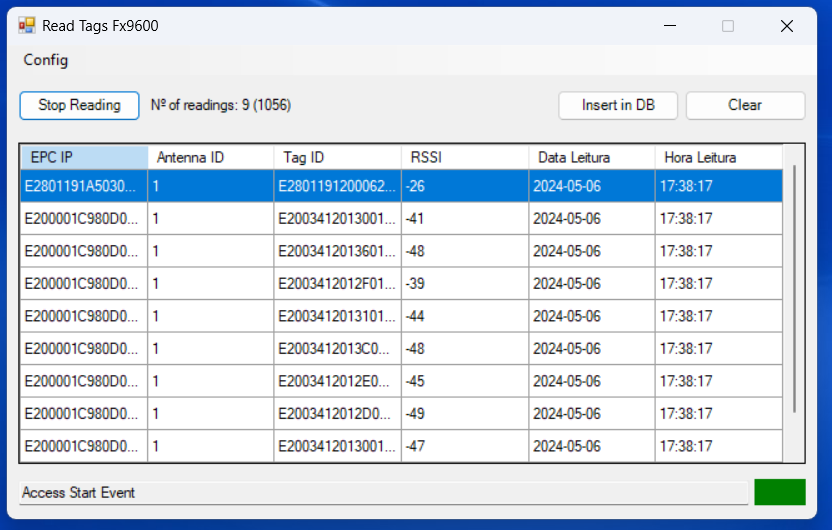 Read Tags Fx9600
Config
Stop Reading Nº of readings: 9 (1056) Insert in DB Clear
EPC IP Antenna ID Tag ID RSSI Data Leitura Hora Leitura
E2801191A5030... 1 E2801191200062... -26 2024-05-06 17:38:17
E200001C980D0... 1 E2003412013001... -41 2024-05-06 17:38:17
E200001C980D0... 1 E2003412013601... -48 2024-05-06 17:38:17
E200001C980D0... 1 E2003412012F01... -39 2024-05-06 17:38:17
E200001C980D0... 1 E2003412013101... -44 2024-05-06 17:38:17
E200001C980D0... 1 E2003412013C0... -48 2024-05-06 17:38:17
E200001C980D0... 1 E2003412012E0... -45 2024-05-06 17:38:17
E200001C980D0... 1 E2003412012D0... -49 2024-05-06 17:38:17
E200001C980D0... 1 E2003412013001... -47 2024-05-06 17:38:17
Access Start Event